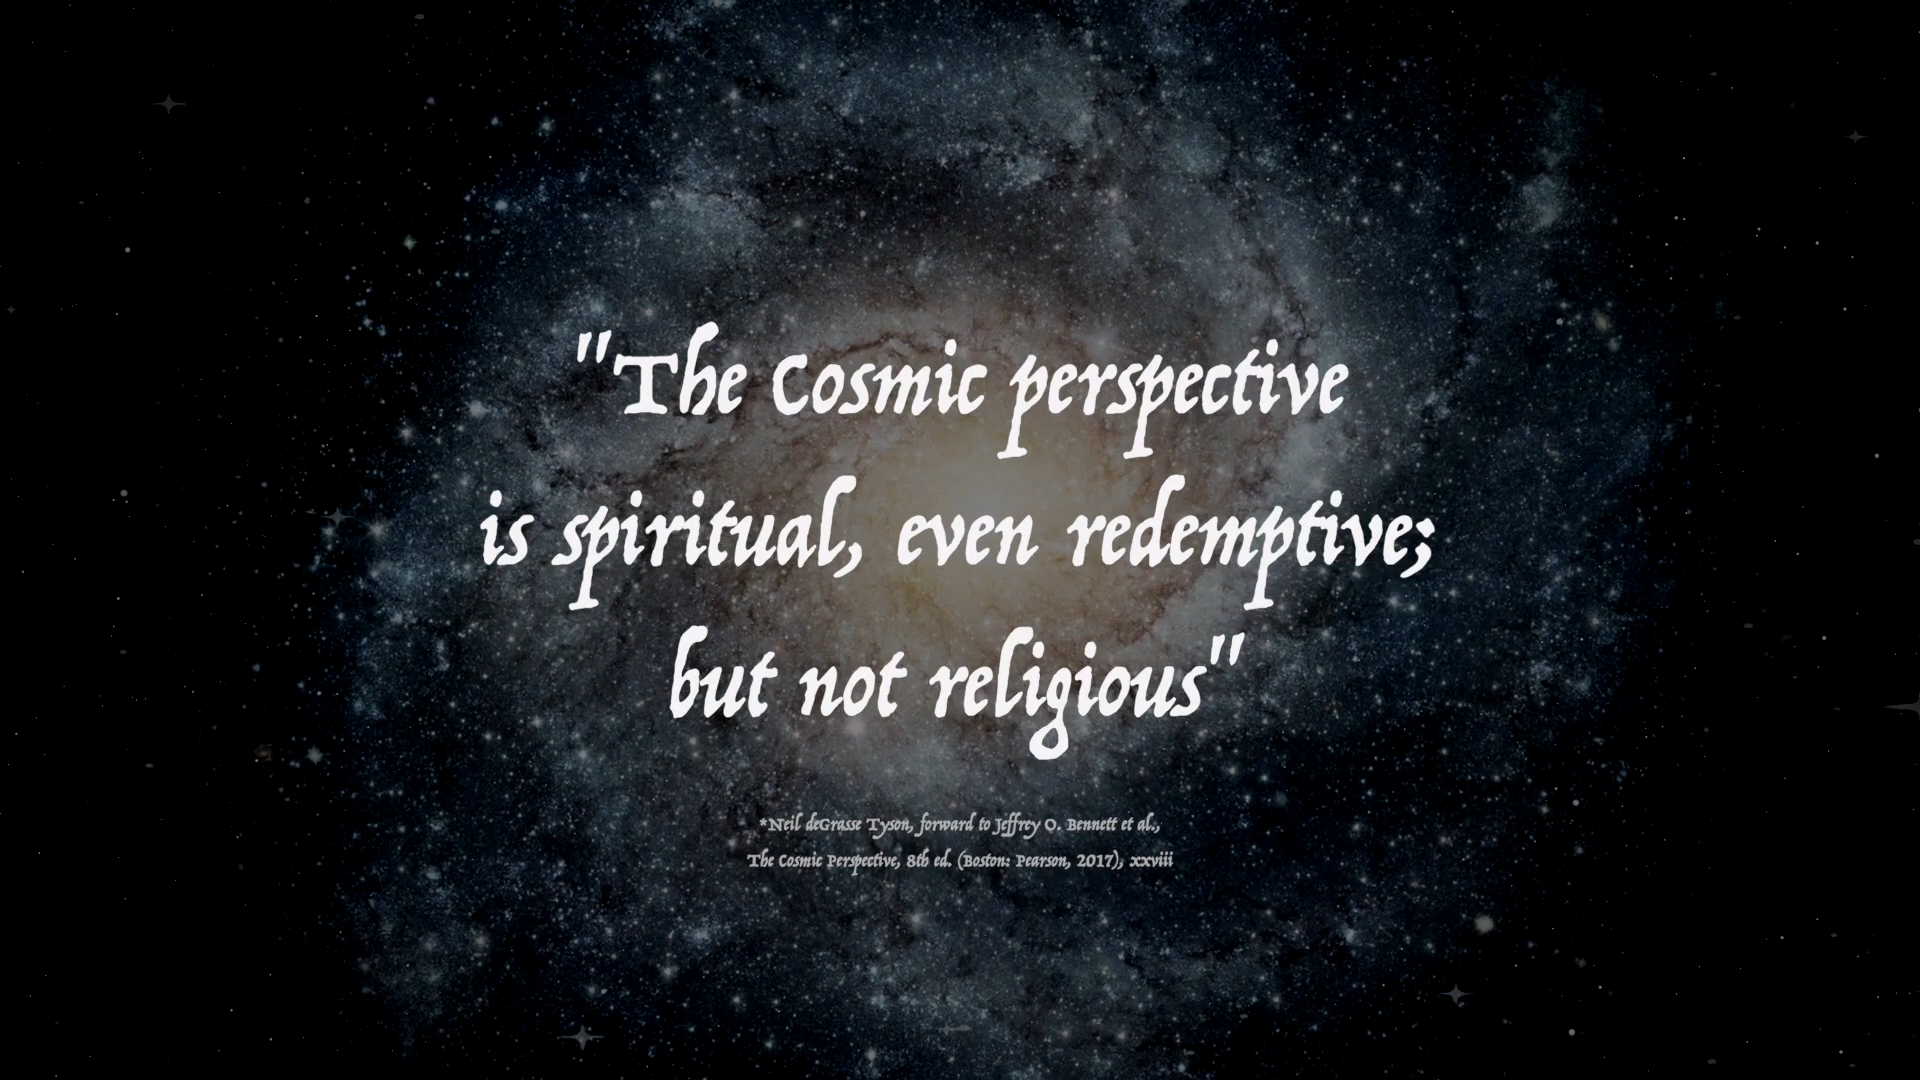 "The Cosmic perspective
is spiritual, even redemptive;
but not religious"
*Neil deGrasse Tyson, forward to Jeffrey O. Bennett et al.,
The Cosmic Perspective, 8th ed. (Boston: Pearson, 2017), xxviii